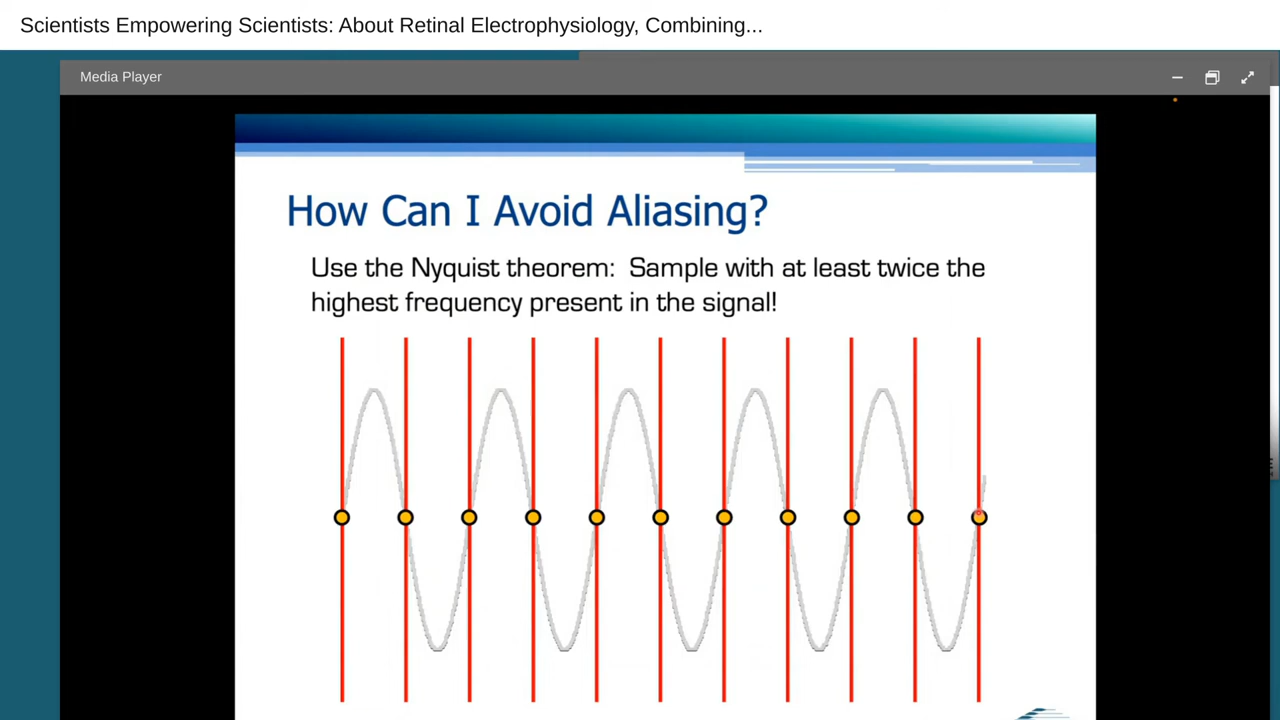 Scientists Empowering Scientists: About Retinal Electrophysiology, Combining...
Media Player
How Can I Avoid Aliasing?
Use the Nyquist theorem: Sample with at least twice the
highest frequency present in the signal!